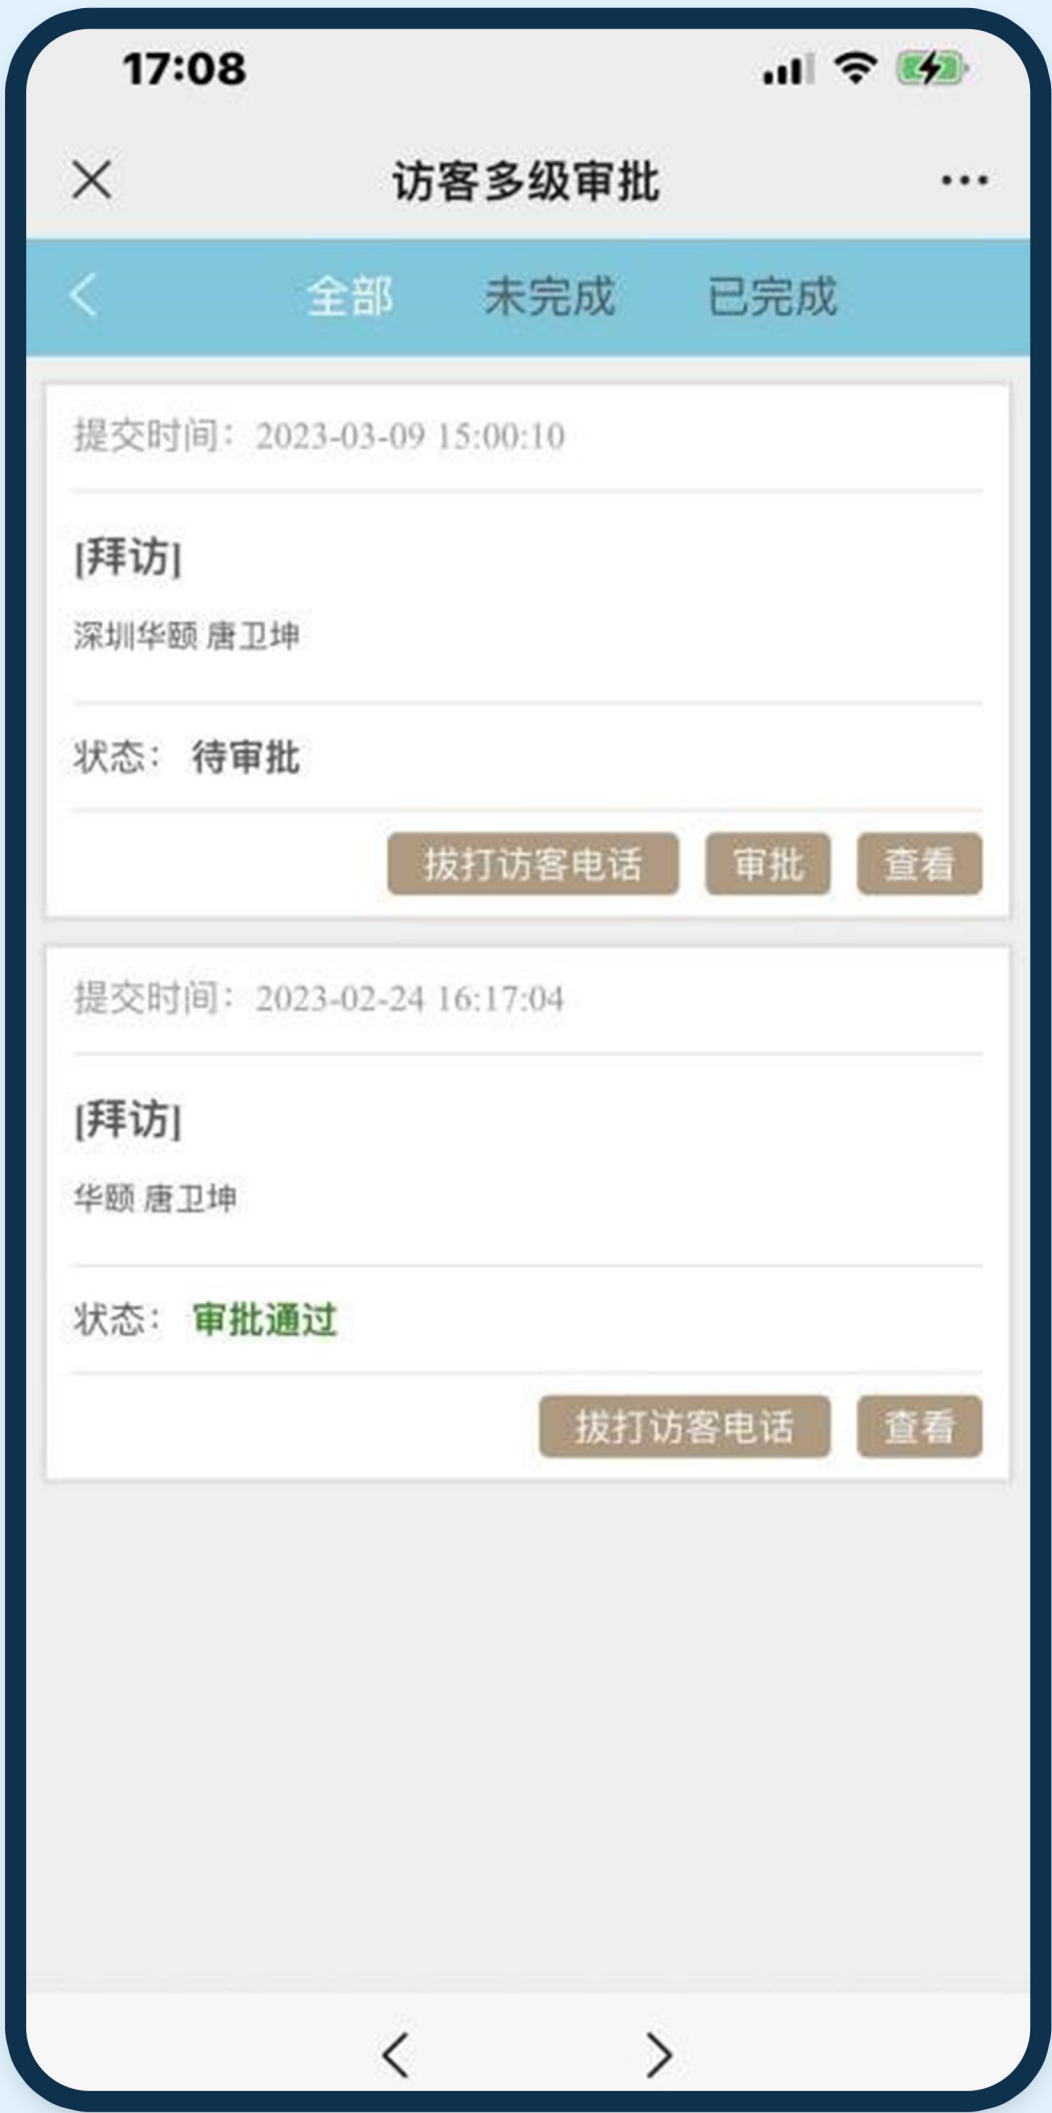 17:08
访客多级审批
全部 未完成 已完成
提交时间：2023-03-09 15:00:10
[拜访]
深圳华颐 唐卫坤
状态：待审批
拔打访客电话 审批 查看
提交时间：2023-02-24 16:17:04
[拜访]
华颐 唐卫坤
状态：审批通过
拔打访客电话 查看